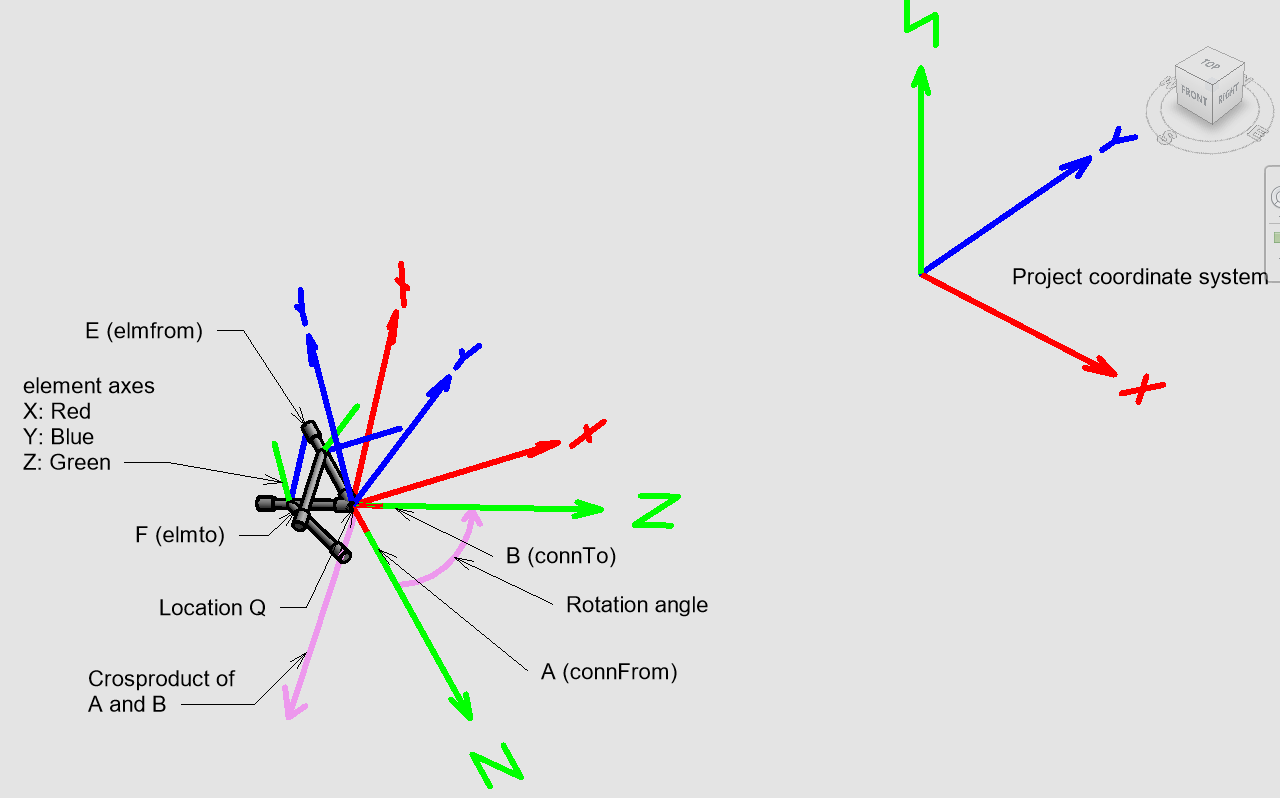 Z
TOP
FRONT
RIGHT
Y
Project coordinate system
X
Y
X
Y
X
E (elmfrom)
element axes
X: Red
Y: Blue
Z: Green
Z
F (elmto)
B (connTo)
Location Q
Rotation angle
A (connFrom)
Crosproduct of
A and B
Z